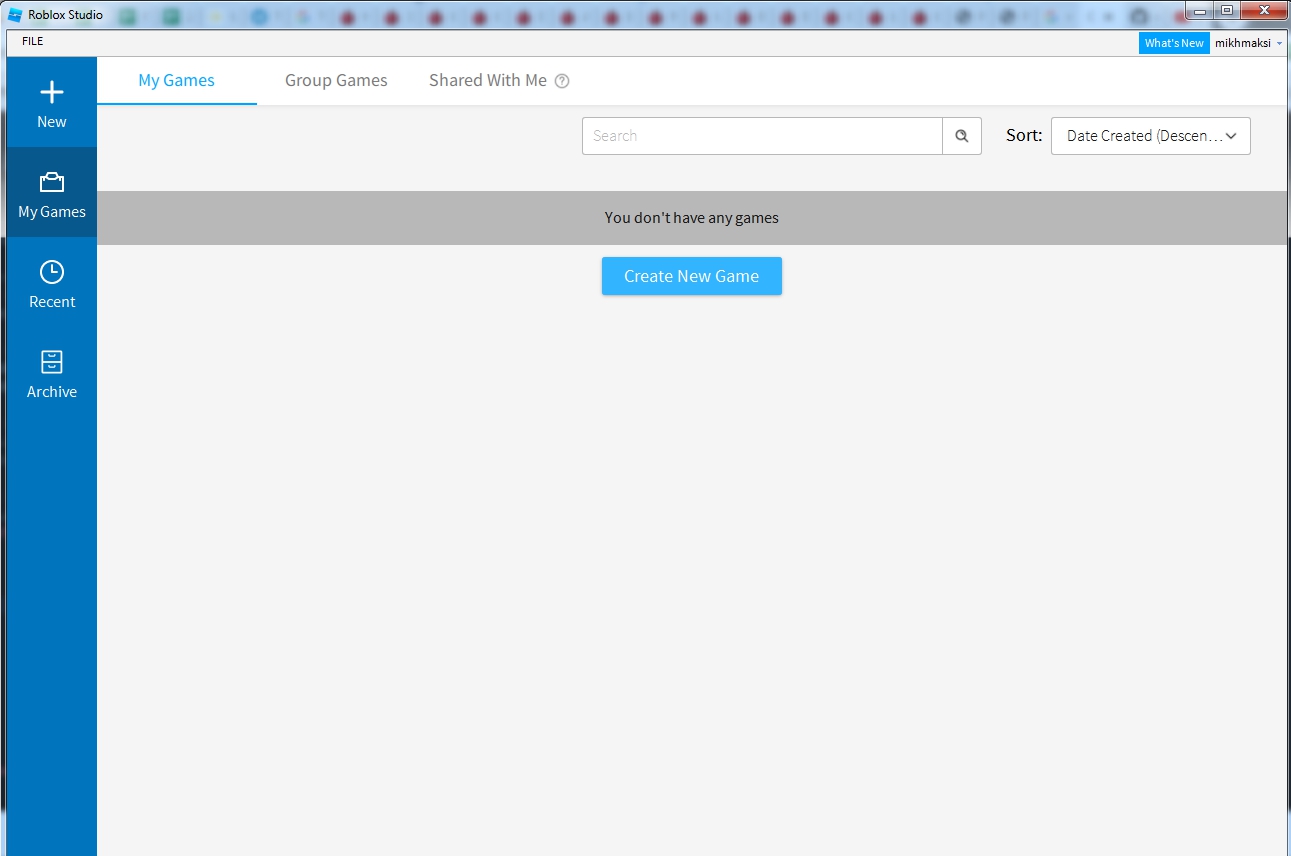 Roblox Studio
FILE
What's New
mikhmaksi
My Games
Group Games
Shared With Me
New
Search
Sort:
Date Created (Descen...
My Games
You don't have any games
Create New Game
Recent
Archive